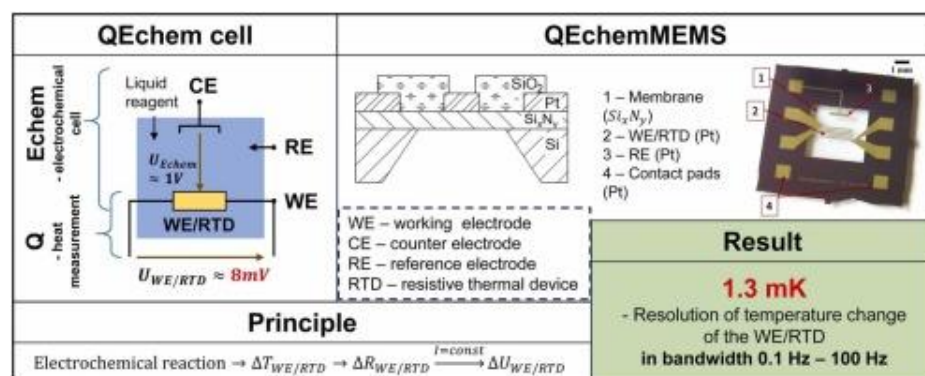 QEchem cell
Echem
- electrochemical
cell
Q
- heat
measurement
Liquid
reagent
CE
U_Echem
≈ 1V
RE
WE
WE/RTD
U_WE/RTD ≈ 8mV
QEchemMEMS
SiO2
Pt
SixNy
Si
1 – Membrane
(SixNy)
2 – WE/RTD (Pt)
3 – RE (Pt)
4 – Contact pads
(Pt)
1 mm
1
2
3
4
WE – working electrode
CE – counter electrode
RE – reference electrode
RTD – resistive thermal device
Result
1.3 mK
- Resolution of temperature change
of the WE/RTD
in bandwidth 0.1 Hz – 100 Hz
Principle
Electrochemical reaction → ΔT_WE/RTD → ΔR_WE/RTD I=const → ΔU_WE/RTD